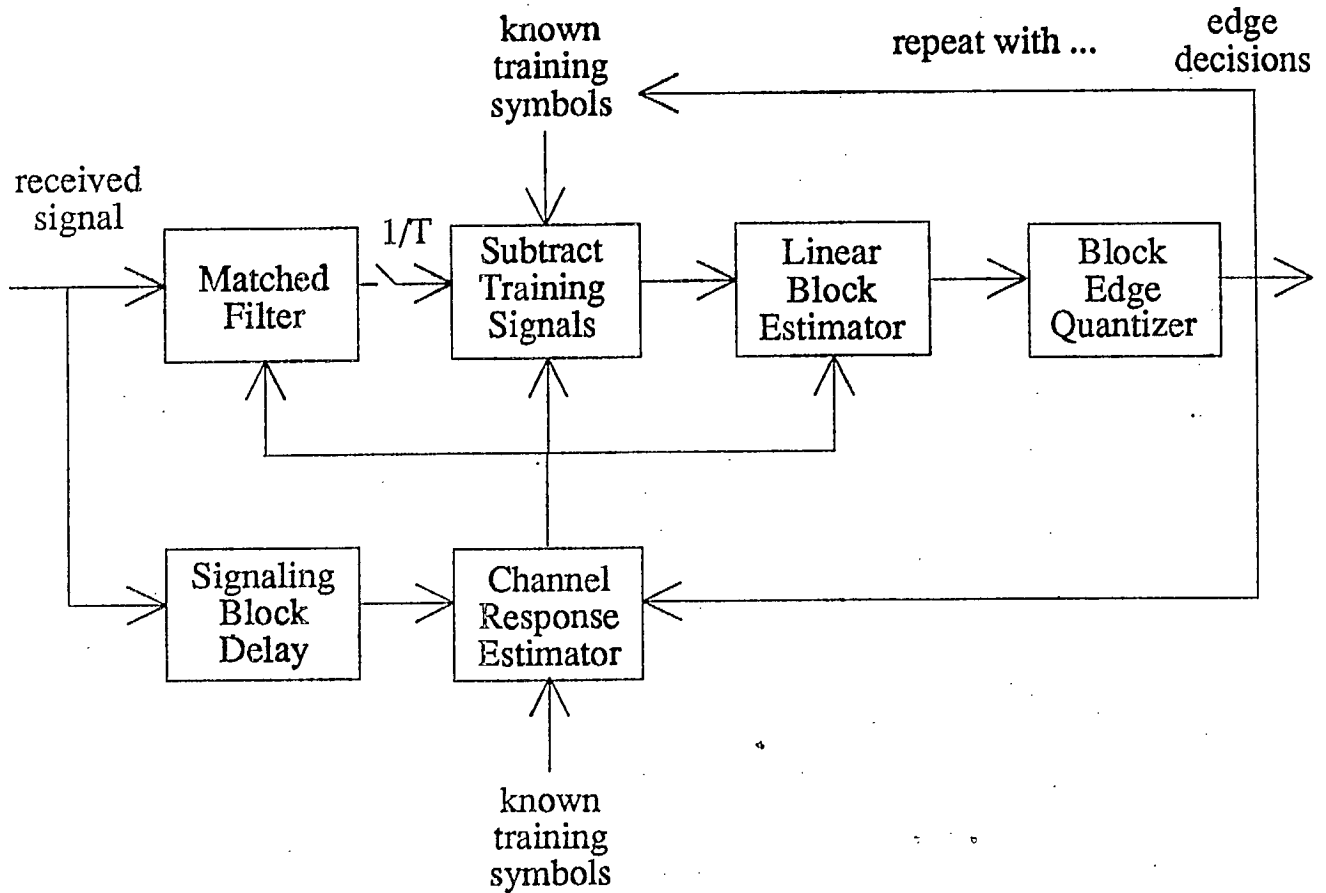 known
training
symbols
repeat with ...
edge
decisions
received
signal
1/T
Matched
Filter
Subtract
Training
Signals
Linear
Block
Estimator
Block
Edge
Quantizer
Signaling
Block
Delay
Channel
Response
Estimator
known
training
symbols